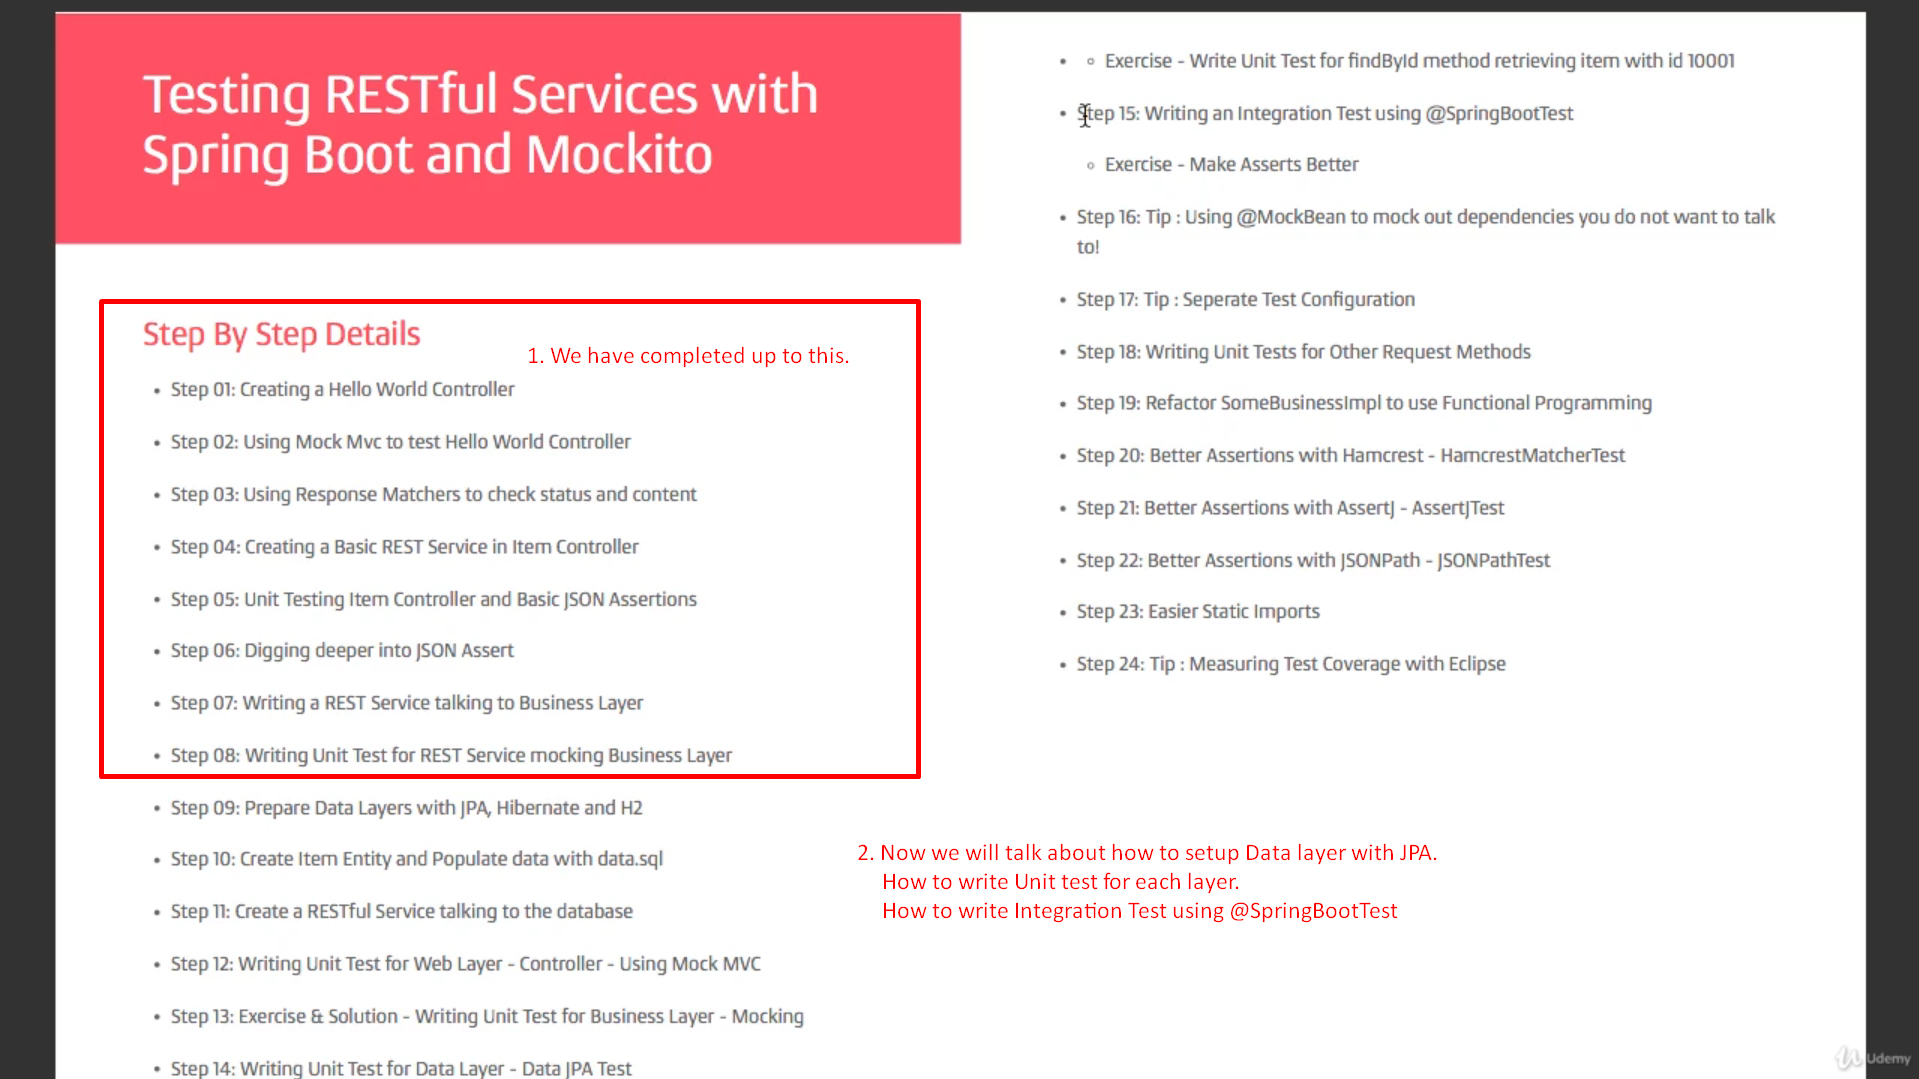 Testing RESTful Services with
Spring Boot and Mockito
Step By Step Details
1. We have completed up to this.
• Step 01: Creating a Hello World Controller
• Step 02: Using Mock Mvc to test Hello World Controller
• Step 03: Using Response Matchers to check status and content
• Step 04: Creating a Basic REST Service in Item Controller
• Step 05: Unit Testing Item Controller and Basic JSON Assertions
• Step 06: Digging deeper into JSON Assert
• Step 07: Writing a REST Service talking to Business Layer
• Step 08: Writing Unit Test for REST Service mocking Business Layer
• Step 09: Prepare Data Layers with JPA, Hibernate and H2
• Step 10: Create Item Entity and Populate data with data.sql
• Step 11: Create a RESTful Service talking to the database
• Step 12: Writing Unit Test for Web Layer - Controller - Using Mock MVC
• Step 13: Exercise & Solution - Writing Unit Test for Business Layer - Mocking
• Step 14: Writing Unit Test for Data Layer - Data JPA Test
• ◦ Exercise - Write Unit Test for findById method retrieving item with id 10001
• Step 15: Writing an Integration Test using @SpringBootTest
◦ Exercise - Make Asserts Better
• Step 16: Tip : Using @MockBean to mock out dependencies you do not want to talk
to!
• Step 17: Tip : Seperate Test Configuration
• Step 18: Writing Unit Tests for Other Request Methods
• Step 19: Refactor SomeBusinessImpl to use Functional Programming
• Step 20: Better Assertions with Hamcrest - HamcrestMatcherTest
• Step 21: Better Assertions with AssertJ - AssertJTest
• Step 22: Better Assertions with JSONPath - JSONPathTest
• Step 23: Easier Static Imports
• Step 24: Tip : Measuring Test Coverage with Eclipse
2. Now we will talk about how to setup Data layer with JPA.
How to write Unit test for each layer.
How to write Integration Test using @SpringBootTest
Udemy